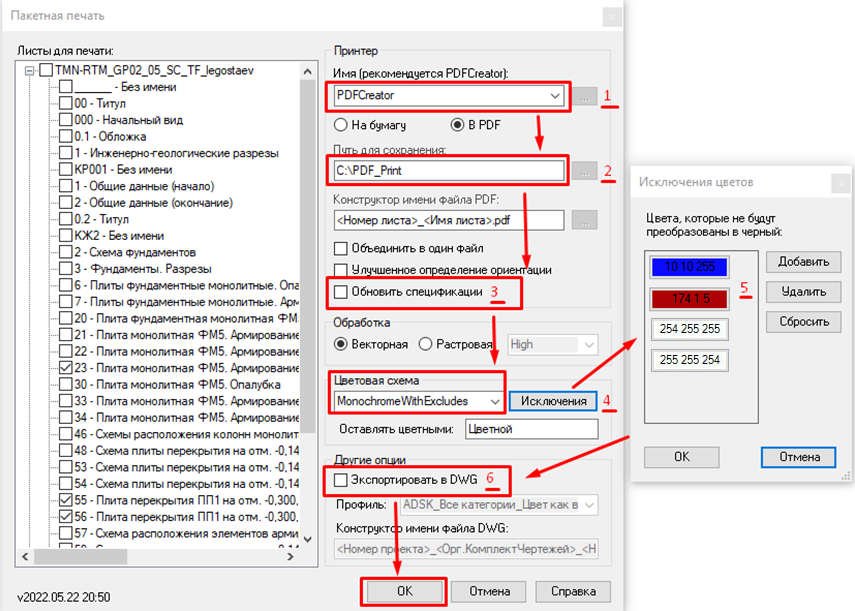 Пакетная печать
Листы для печати:
TMN-RTM_GP02_05_SC_TF_legostaev
______ - Без имени
00 - Титул
000 - Начальный вид
0.1 - Обложка
1 - Инженерно-геологические разрезы
КР001 - Без имени
1 - Общие данные (начало)
2 - Общие данные (окончание)
0.2 - Титул
КЖ2 - Без имени
2 - Схема фундаментов
3 - Фундаменты. Разрезы
6 - Плиты фундаментные монолитные. Опа
7 - Плиты фундаментные монолитные. Арм
20 - Плита фундаментная монолитная ФМ
21 - Плита монолитная ФМ5. Армирование
22 - Плита монолитная ФМ5. Армирование
23 - Плита монолитная ФМ5. Армирование
30 - Плита монолитная ФМ5. Опалубка
33 - Плита монолитная ФМ5. Армирование
34 - Плита монолитная ФМ5. Армирование
46 - Схемы расположения колонн монолит
48 - Схема плиты перекрытия на отм. -0,14
53 - Схема плиты перекрытия на отм. -0,14
54 - Схема плиты перекрытия на отм. -0,14
55 - Плита перекрытия ПП1 на отм. -0,300,
56 - Плита перекрытия ПП1 на отм. -0,300,
57 - Схема расположения элементов арми
v2022.05.22 20:50
Принтер
Имя (рекомендуется PDFCreator):
PDFCreator
...
1
На бумагу
В PDF
Путь для сохранения:
C:\PDF_Print
...
2
Конструктор имени файла PDF:
<Номер листа>_<Имя листа>.pdf
...
Объединить в один файл
Улучшенное определение ориентации
Обновить спецификации
3
Обработка
Векторная
Растровая
High
Цветовая схема
MonochromeWithExcludes
Исключения
4
Оставлять цветными:
Цветной
Другие опции
Экспортировать в DWG
6
Профиль:
ADSK_Все категории_Цвет как в
Конструктор имени файла DWG:
<Номер проекта>_<Орг.КомплектЧертежей>_<Н
OK
Отмена
Справка
Исключения цветов
Цвета, которые не будут
преобразованы в черный:
10 10 255
174 1 5
254 255 255
255 255 254
5
Добавить
Удалить
Сбросить
OK
Отмена